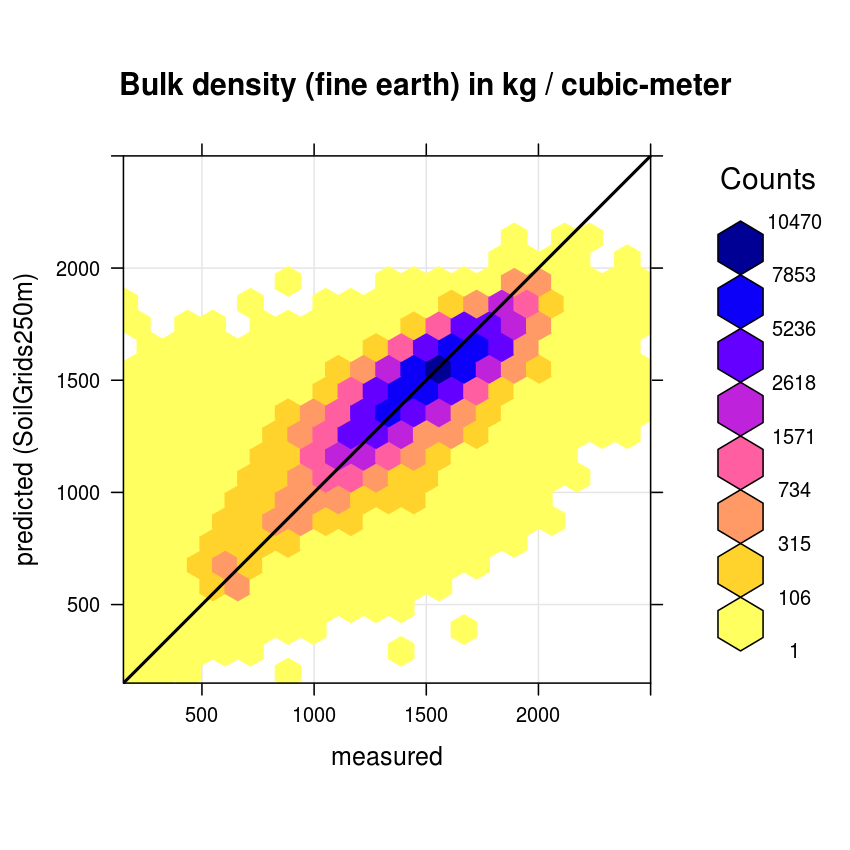 Bulk density (fine earth) in kg / cubic-meter
Counts
10470
7853
5236
2618
1571
734
315
106
1
predicted (SoilGrids250m)
2000
1500
1000
500
500 1000 1500 2000
measured